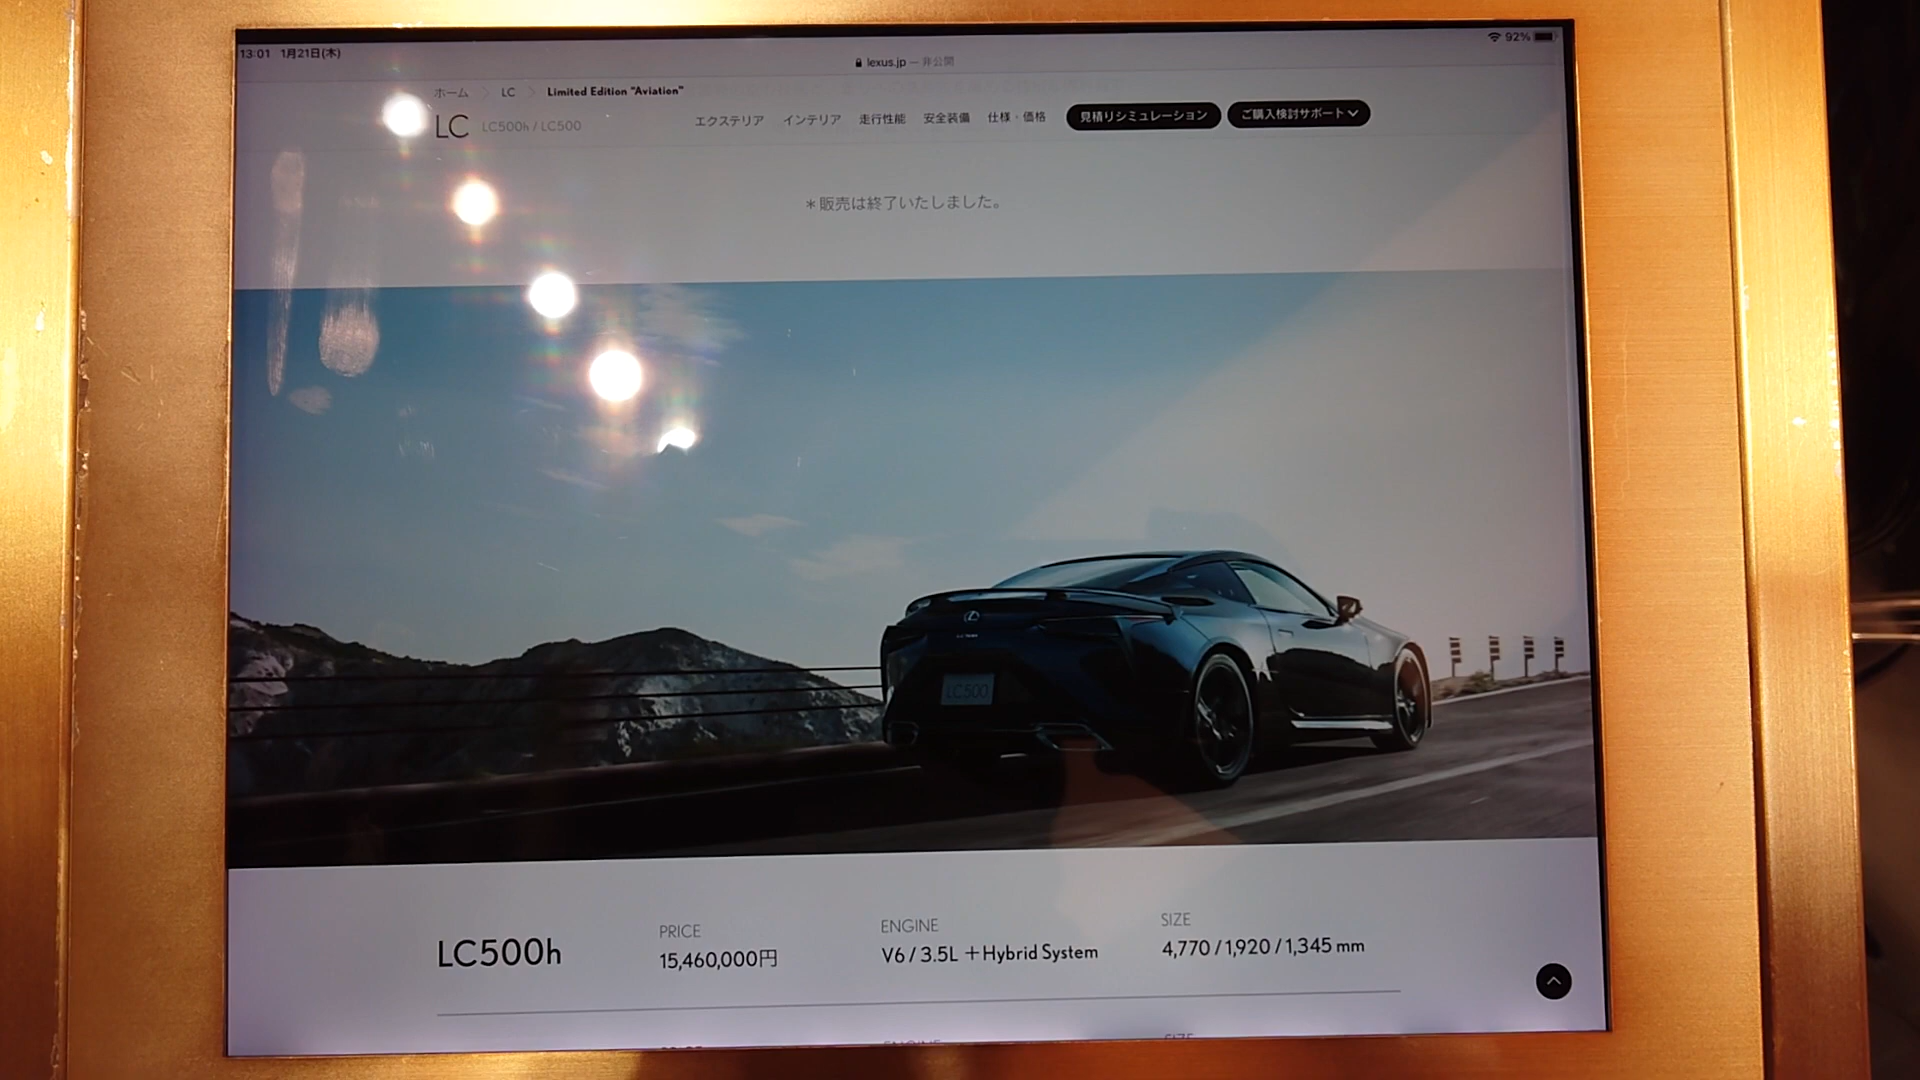 13:01 1月21日(木)
92%
lexus.jp — 非公開
ホーム > LC > Limited Edition "Aviation"
LC LC500h / LC500
エクステリア インテリア 走行性能 安全装備 仕様・価格 見積りシミュレーション ご購入検討サポート
＊販売は終了いたしました。
LC500
LC500h
PRICE
15,460,000円
ENGINE
V6 / 3.5L ＋Hybrid System
SIZE
4,770 / 1,920 / 1,345 mm